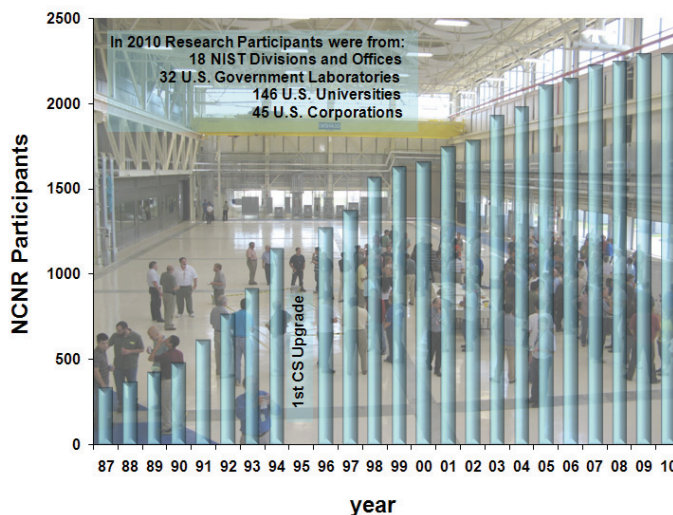 2500
In 2010 Research Participants were from:
18 NIST Divisions and Offices
32 U.S. Government Laboratories
146 U.S. Universities
45 U.S. Corporations
2000
1500
1000
500
0
NCNR Participants
1st CS Upgrade
87 88 89 90 91 92 93 94 95 96 97 98 99 00 01 02 03 04 05 06 07 08 09 10
year